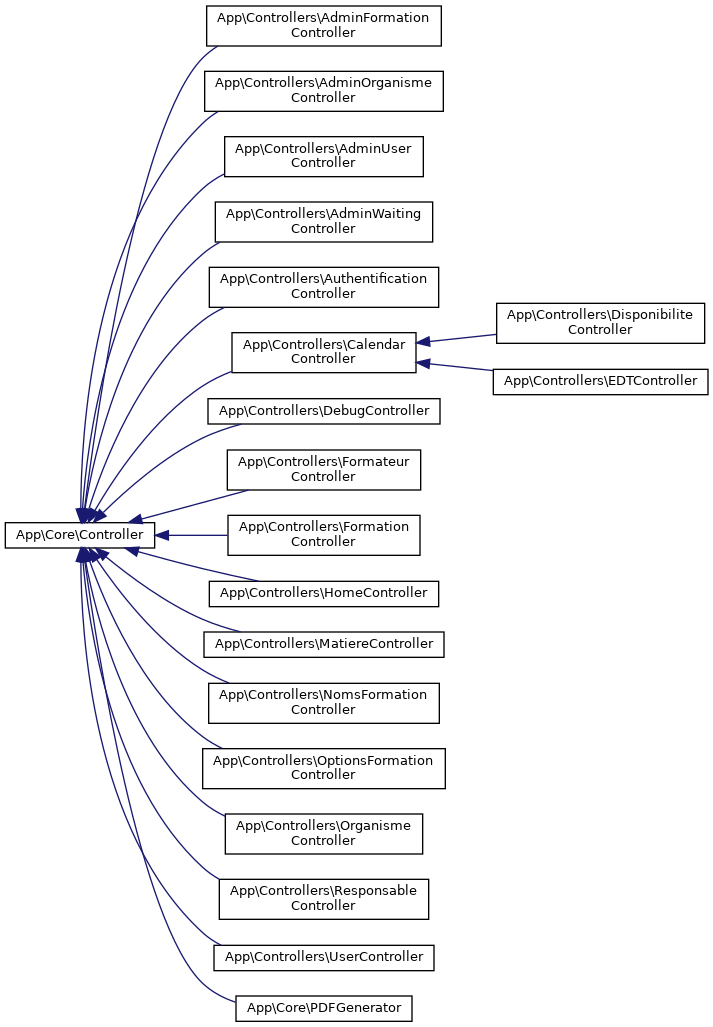 App\Controllers\AdminFormation
Controller
App\Controllers\AdminOrganisme
Controller
App\Controllers\AdminUser
Controller
App\Controllers\AdminWaiting
Controller
App\Controllers\Authentification
Controller
App\Controllers\Calendar
Controller
App\Controllers\Disponibilite
Controller
App\Controllers\EDTController
App\Controllers\DebugController
App\Controllers\Formateur
Controller
App\Core\Controller
App\Controllers\Formation
Controller
App\Controllers\HomeController
App\Controllers\MatiereController
App\Controllers\NomsFormation
Controller
App\Controllers\OptionsFormation
Controller
App\Controllers\Organisme
Controller
App\Controllers\Responsable
Controller
App\Controllers\UserController
App\Core\PDFGenerator